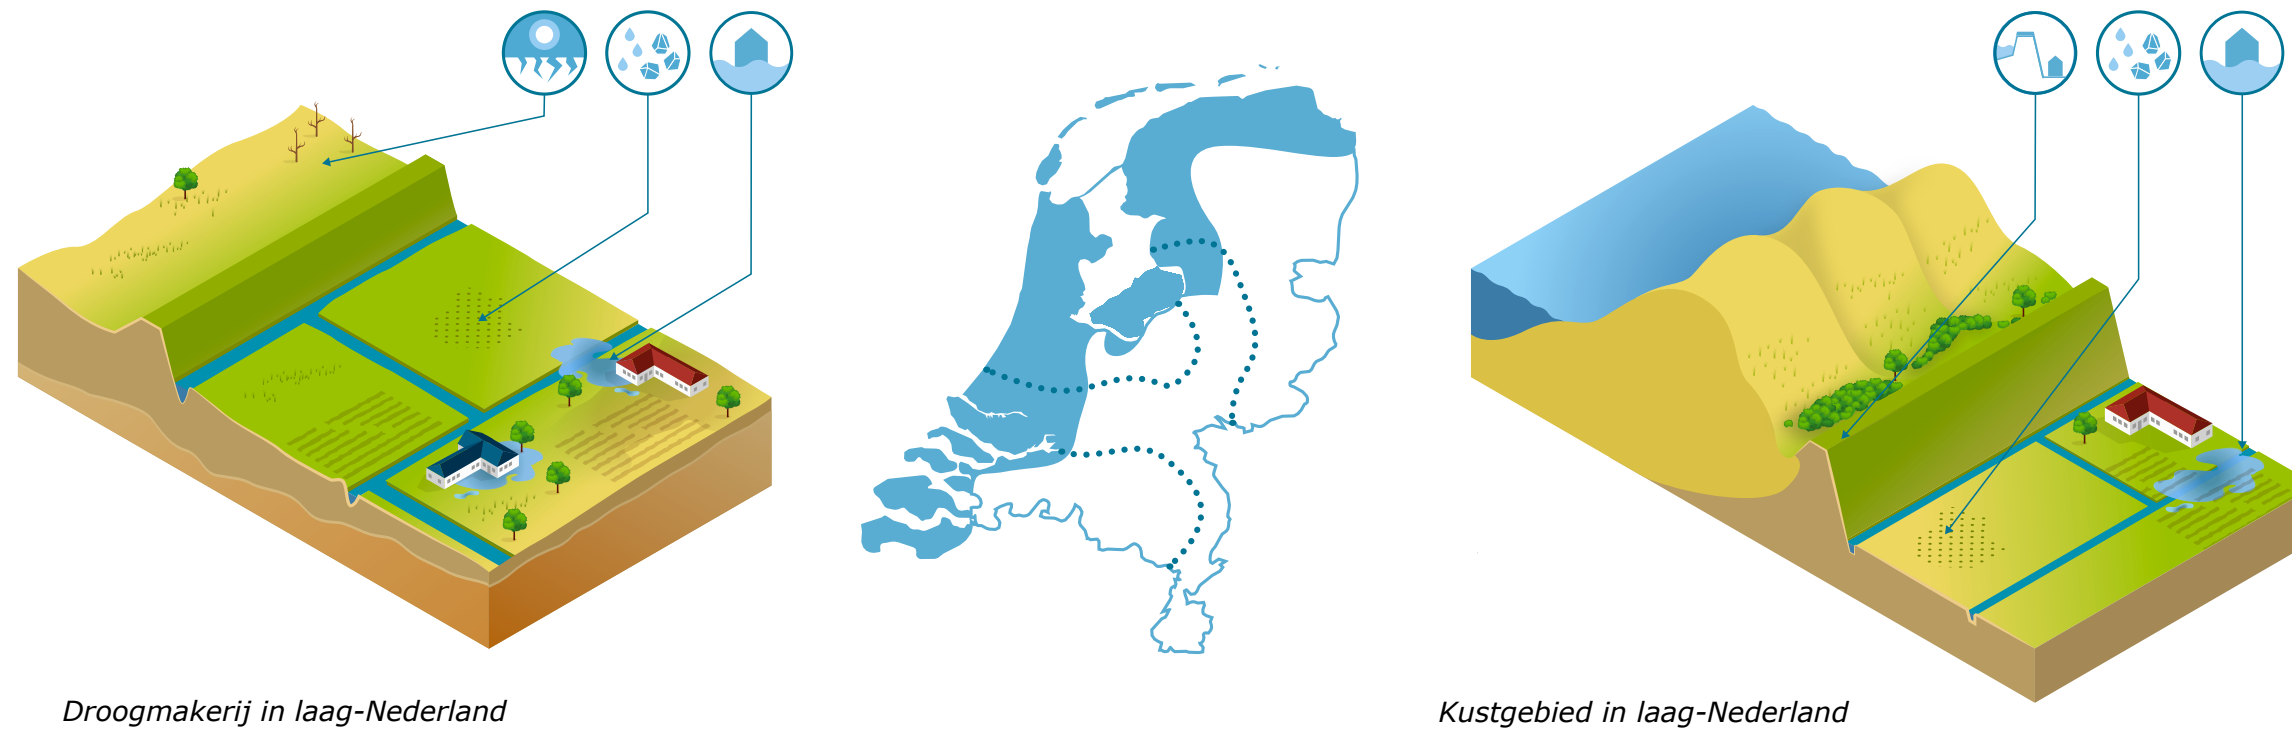 Droogmakerij in laag-Nederland
Kustgebied in laag-Nederland